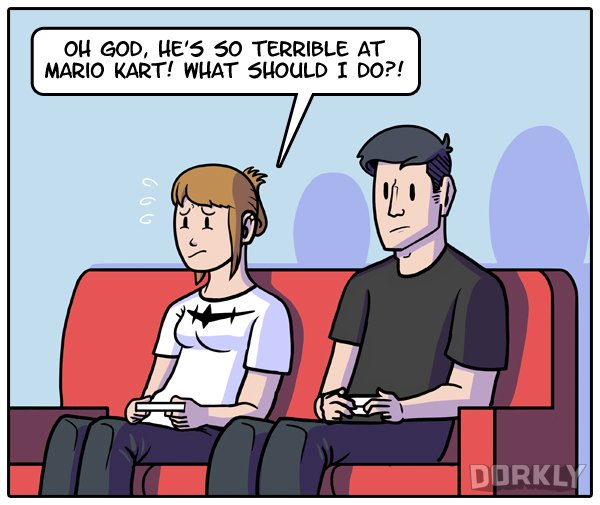 OH GOD, HE'S SO TERRIBLE AT
MARIO KART! WHAT SHOULD I DO?!
DORKLY